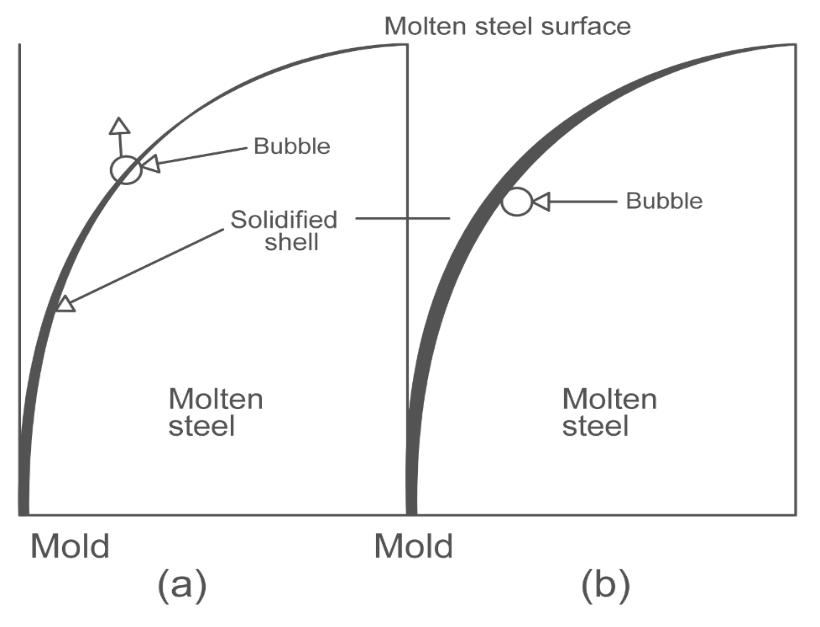 Molten steel surface
Bubble
Solidified
shell
Bubble
Molten
steel
Molten
steel
Mold
Mold
(a)
(b)